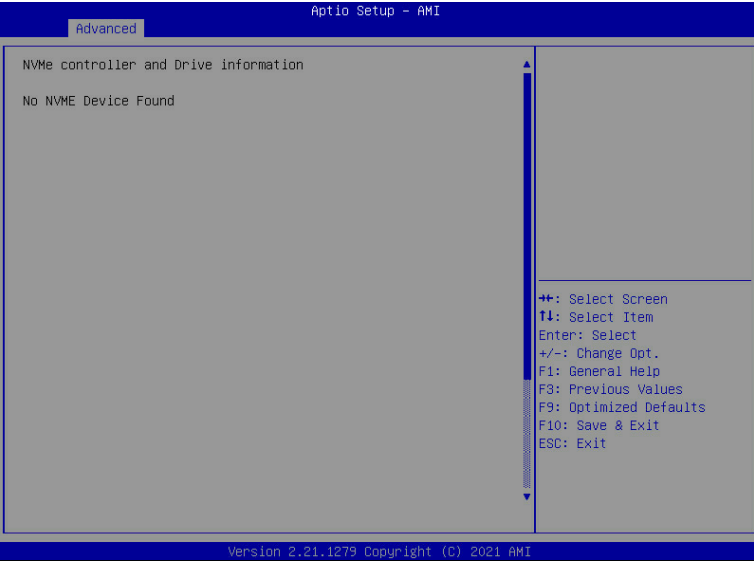 Aptio Setup – AMI
Advanced
NVMe controller and Drive information
No NVME Device Found
→←: Select Screen
↑↓: Select Item
Enter: Select
+/-: Change Opt.
F1: General Help
F3: Previous Values
F9: Optimized Defaults
F10: Save & Exit
ESC: Exit
Version 2.21.1279 Copyright (C) 2021 AMI